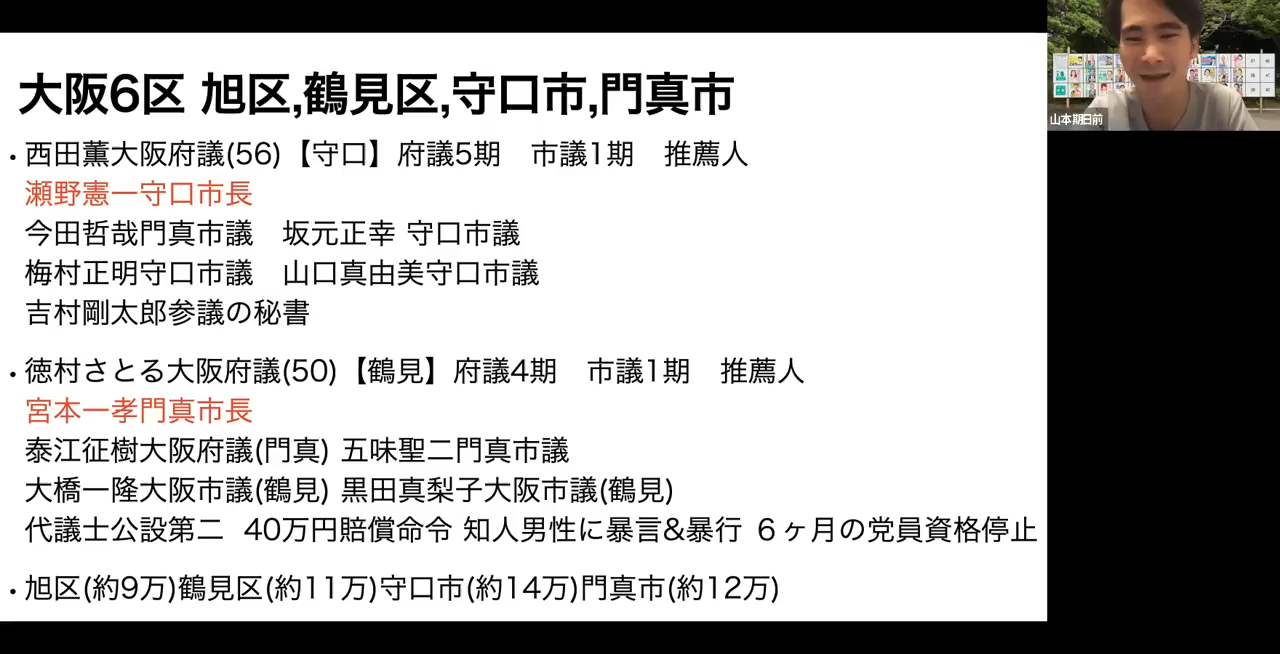 大阪6区 旭区,鶴見区,守口市,門真市
・西田薫大阪府議(56)【守口】府議5期　市議1期　推薦人
瀬野憲一守口市長
今田哲哉門真市議　坂元正幸 守口市議
梅村正明守口市議　山口真由美守口市議
吉村剛太郎参議の秘書
・徳村さとる大阪府議(50)【鶴見】府議4期　市議1期　推薦人
宮本一孝門真市長
泰江征樹大阪府議(門真) 五味聖二門真市議
大橋一隆大阪市議(鶴見) 黒田真梨子大阪市議(鶴見)
代議士公設第二　40万円賠償命令 知人男性に暴言&暴行 ６ヶ月の党員資格停止
・旭区(約9万)鶴見区(約11万)守口市(約14万)門真市(約12万)
山本期日前